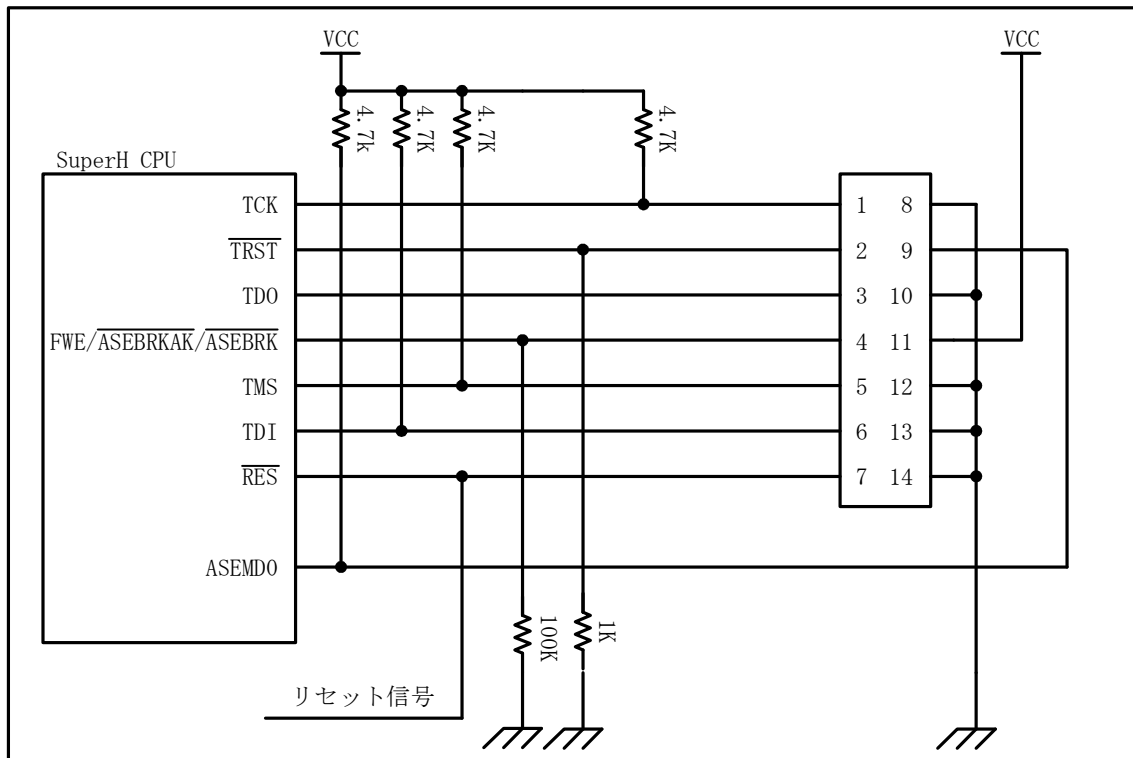 VCC VCC
4.7k 4.7K 4.7K 4.7K
SuperH CPU
TCK 1 8
TRST 2 9
TDO 3 10
FWE/ASEBRKAK/ASEBRK 4 11
TMS 5 12
TDI 6 13
RES 7 14
ASEMDO
100K 1K
リセット信号